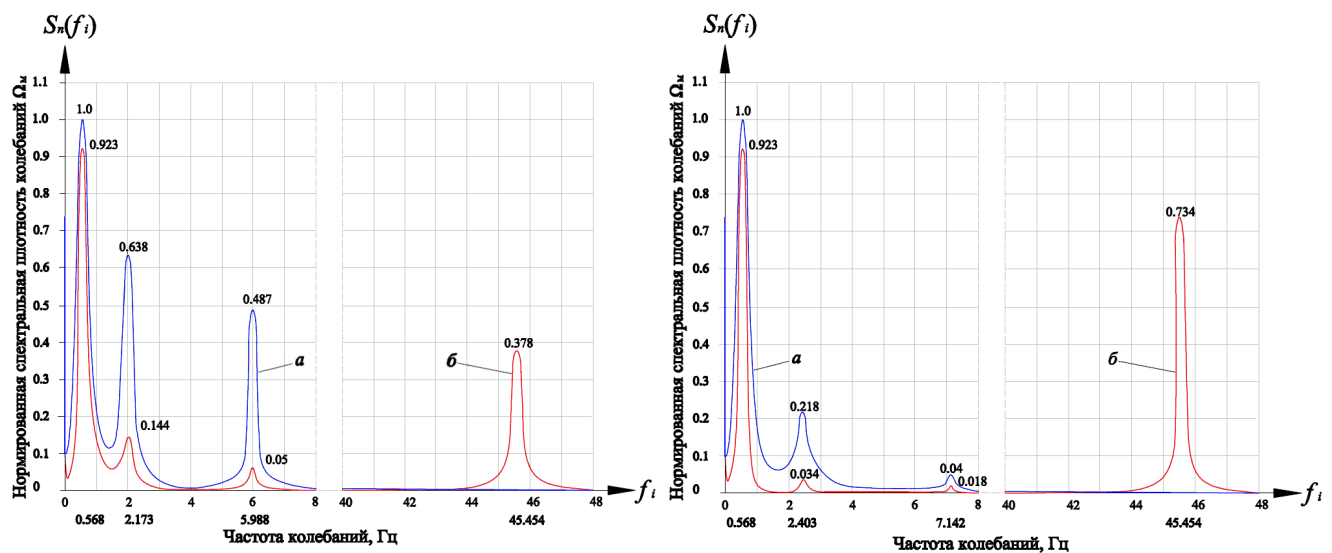 Sn(fi)
Нормированная спектральная плотность колебаний Ωм
1.1
1.0
0.9
0.8
0.7
0.6
0.5
0.4
0.3
0.2
0.1
0
1.0
0.923
0.638
0.487
0.378
0.144
0.05
а
б
0 2 4 6 8 40 42 44 46 48
fi
0.568 2.173 5.988 45.454
Частота колебаний, Гц
Sn(fi)
Нормированная спектральная плотность колебаний Ωм
1.1
1.0
0.9
0.8
0.7
0.6
0.5
0.4
0.3
0.2
0.1
0
1.0
0.923
0.734
0.218
0.034
0.04
0.018
а
б
0 2 4 6 8 40 42 44 46 48
fi
0.568 2.403 7.142 45.454
Частота колебаний, Гц